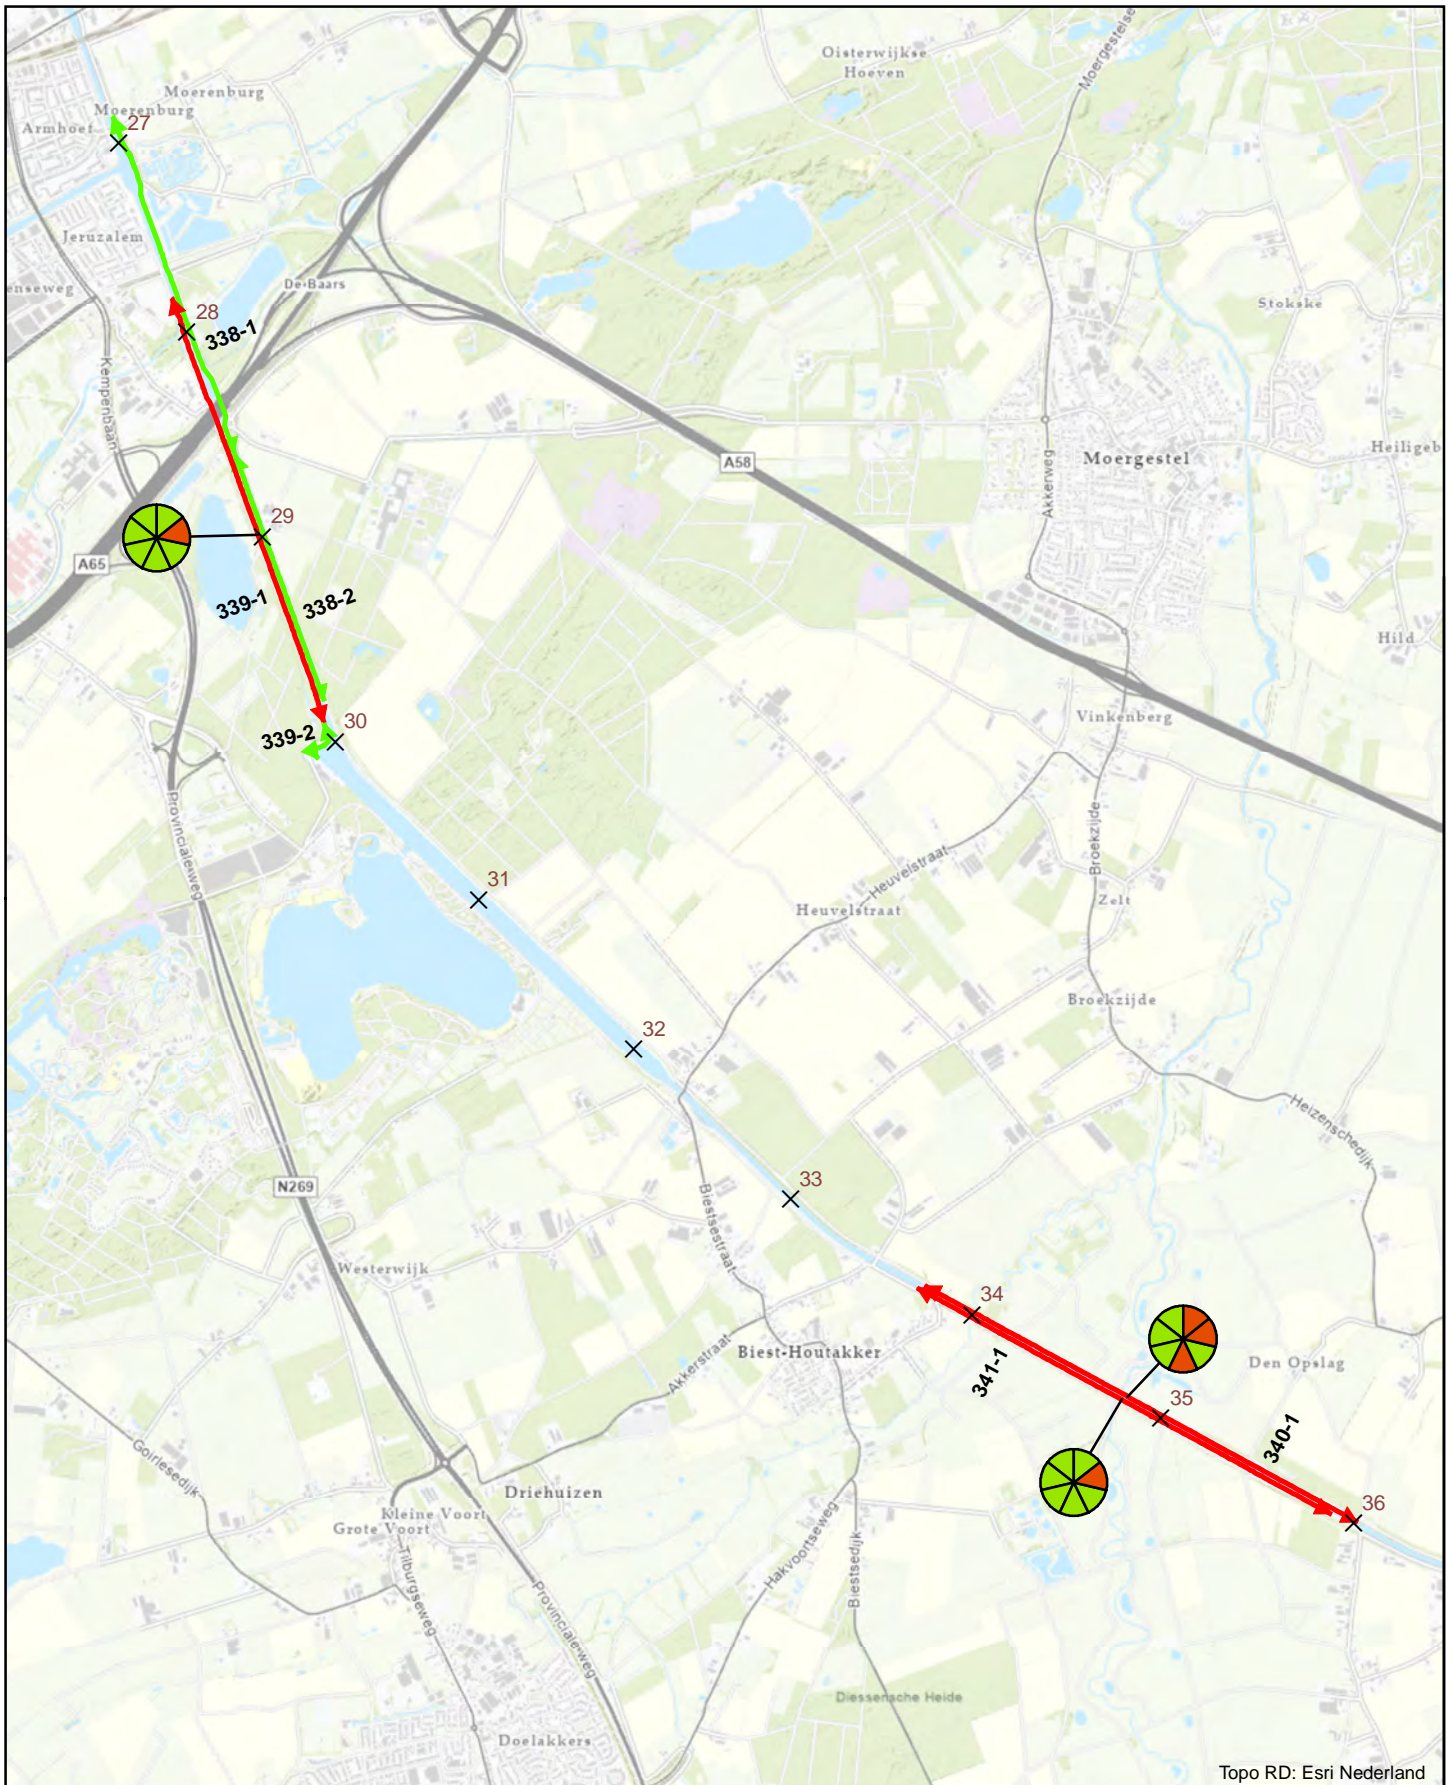 Oisterwijkse
Hoeven
Moergestelse
Moerenburg
Moerenburg
27
Armhoef
Jeruzalem
De Baars
enseweg
28
338-1
Stokske
Kempenbaan
A58
Moergestel
Heiligeb
Akkerweg
29
A65
339-1
338-2
Hild
30
339-2
Vinkenberg
Provincialeweg
Broekzijde
Heuvelstraat
31
Heuvelstraat
Zelt
Broekzijde
32
Heizenschedijk
N269
33
Biestsestraat
Westerwijk
34
Akkerstraat
Biest-Houtakker
341-1
Den Opslag
35
340-1
Goirlesedijk
Driehuizen
36
Kleine Voort
Grote Voort
Hakvoortseweg
Biestsedijk
Tilburgseweg
Provincialeweg
Diessensche Heide
Doelakkers
Topo RD: Esri Nederland